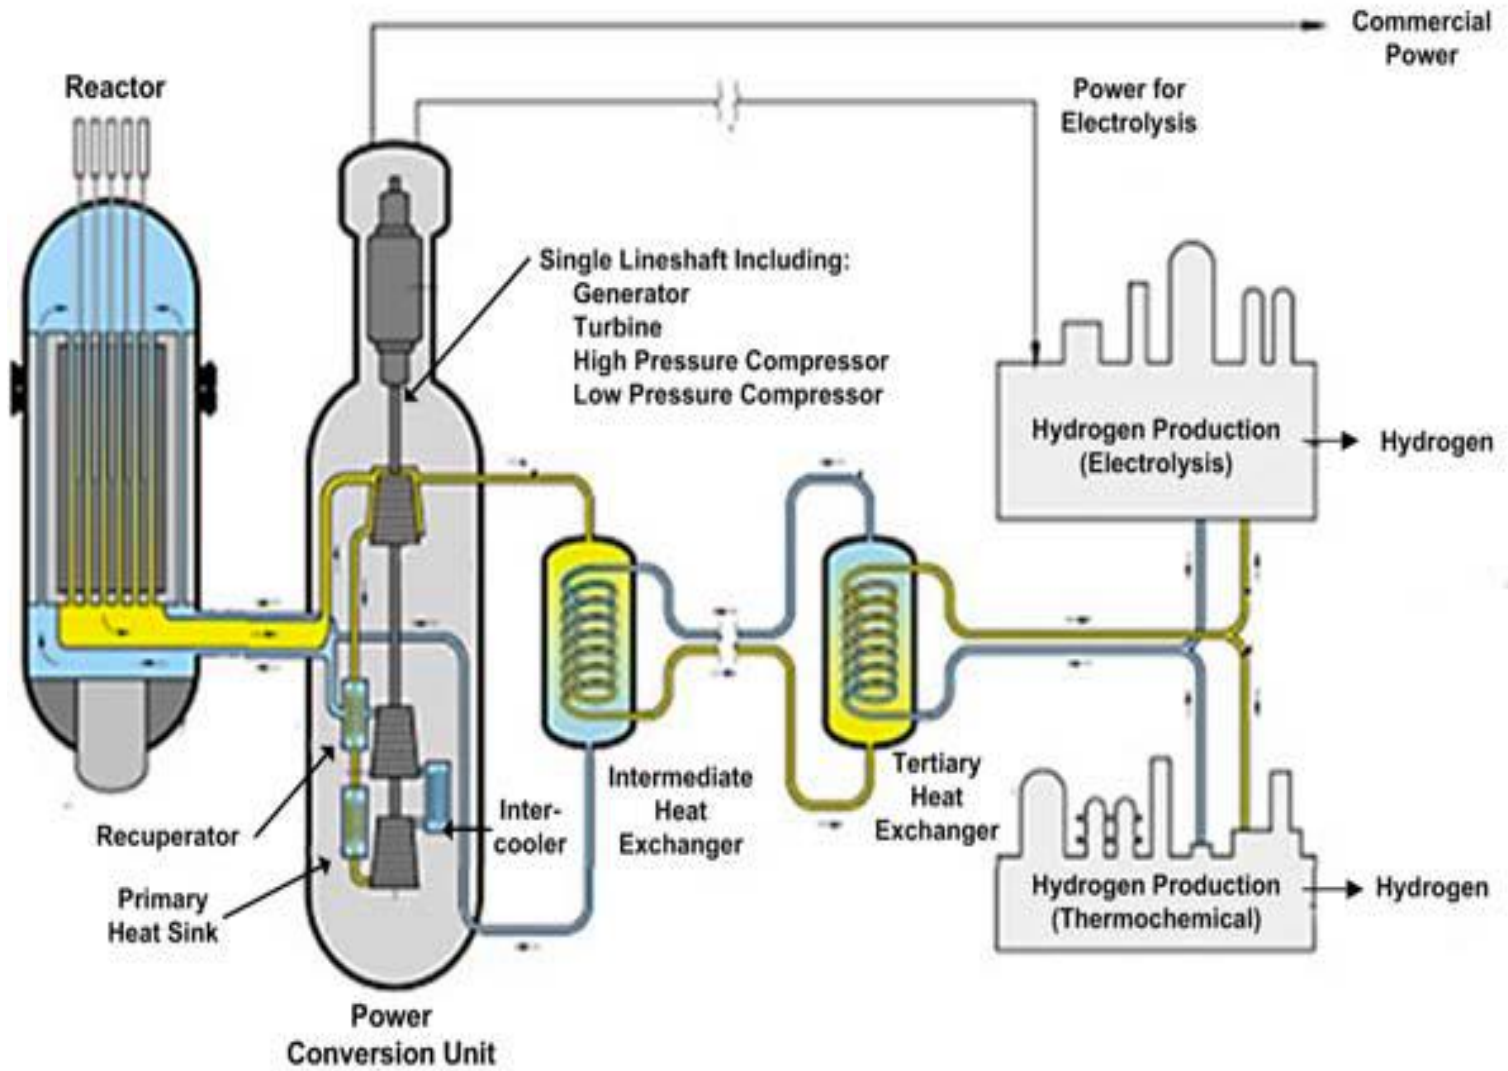 Commercial
Power
Reactor
Power for
Electrolysis
Single Lineshaft Including:
Generator
Turbine
High Pressure Compressor
Low Pressure Compressor
Hydrogen Production
(Electrolysis)
Hydrogen
Recuperator
Primary
Heat Sink
Inter-
cooler
Intermediate
Heat
Exchanger
Tertiary
Heat
Exchanger
Hydrogen Production
(Thermochemical)
Hydrogen
Power
Conversion Unit